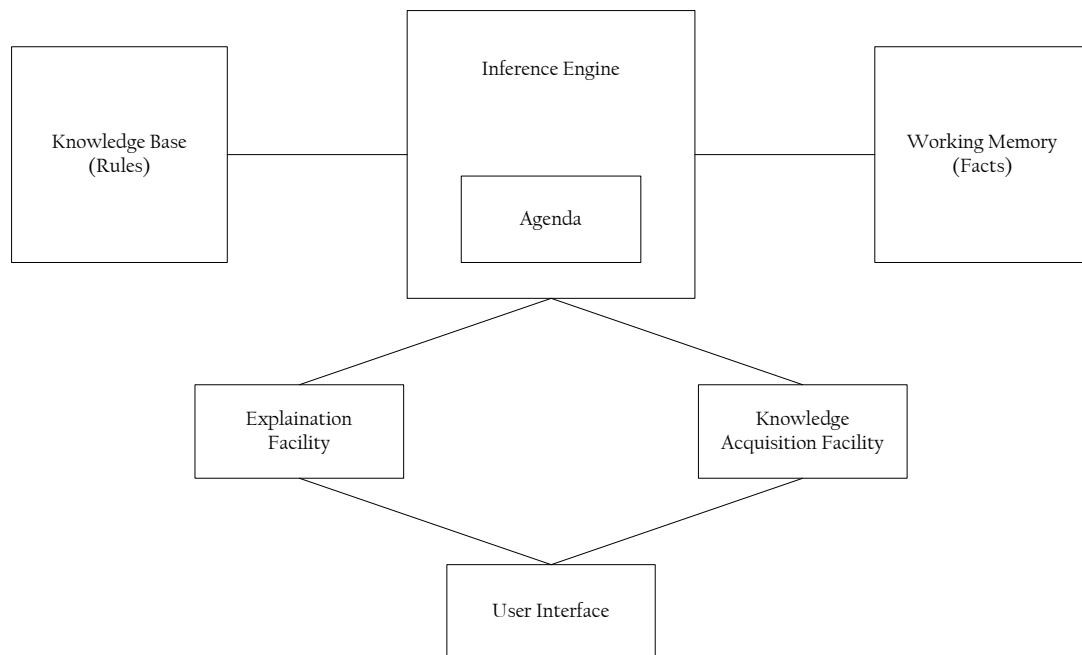 Inference Engine
Knowledge Base
(Rules)
Working Memory
(Facts)
Agenda
Explaination
Facility
Knowledge
Acquisition Facility
User Interface